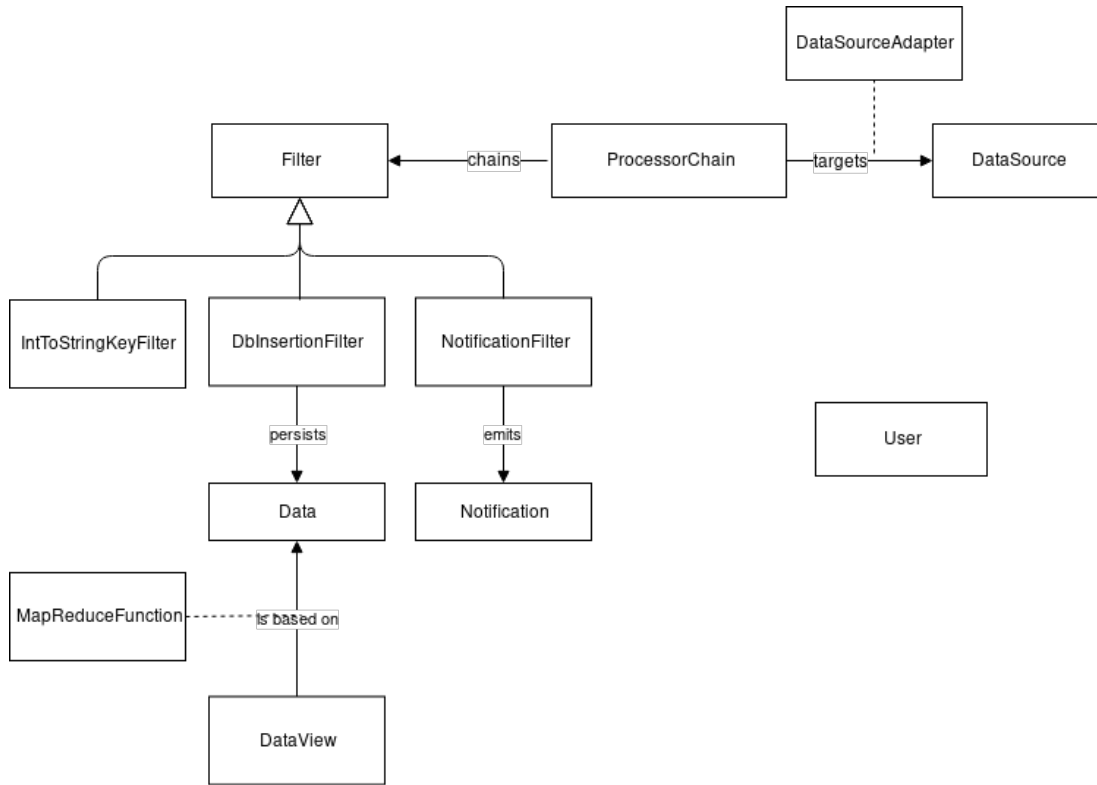 DataSourceAdapter
Filter
chains
ProcessorChain
targets
DataSource
IntToStringKeyFilter
DbInsertionFilter
NotificationFilter
persists
emits
User
Data
Notification
MapReduceFunction
is based on
DataView